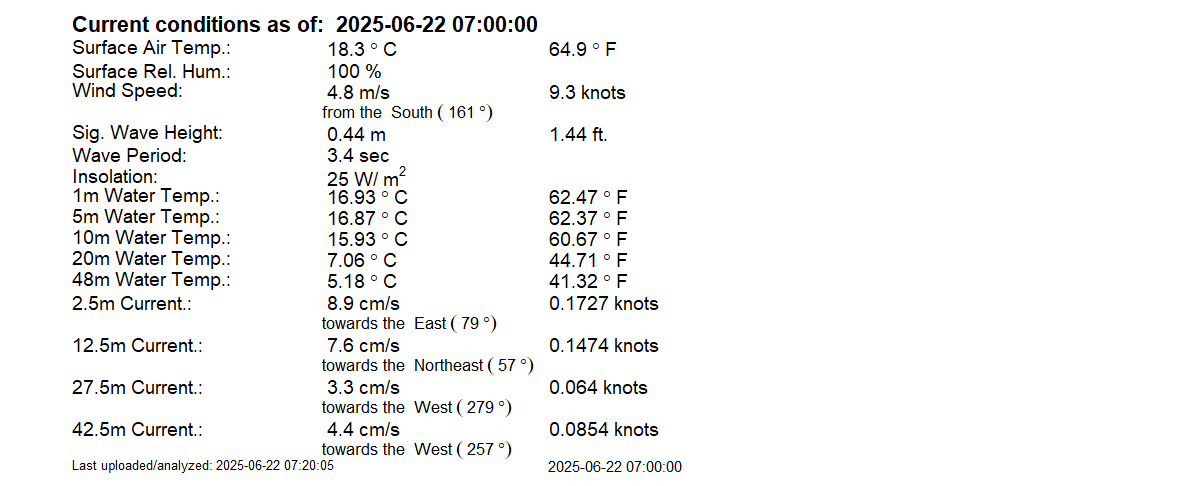 Current conditions as of: 2025-06-22 07:00:00
Surface Air Temp.: 18.3 ° C 64.9 ° F
Surface Rel. Hum.: 100 %
Wind Speed: 4.8 m/s 9.3 knots
from the South ( 161 °)
Sig. Wave Height: 0.44 m 1.44 ft.
Wave Period: 3.4 sec
Insolation: 25 W/ m²
1m Water Temp.: 16.93 ° C 62.47 ° F
5m Water Temp.: 16.87 ° C 62.37 ° F
10m Water Temp.: 15.93 ° C 60.67 ° F
20m Water Temp.: 7.06 ° C 44.71 ° F
48m Water Temp.: 5.18 ° C 41.32 ° F
2.5m Current.: 8.9 cm/s 0.1727 knots
towards the East ( 79 °)
12.5m Current.: 7.6 cm/s 0.1474 knots
towards the Northeast ( 57 °)
27.5m Current.: 3.3 cm/s 0.064 knots
towards the West ( 279 °)
42.5m Current.: 4.4 cm/s 0.0854 knots
towards the West ( 257 °)
Last uploaded/analyzed: 2025-06-22 07:20:05 2025-06-22 07:00:00